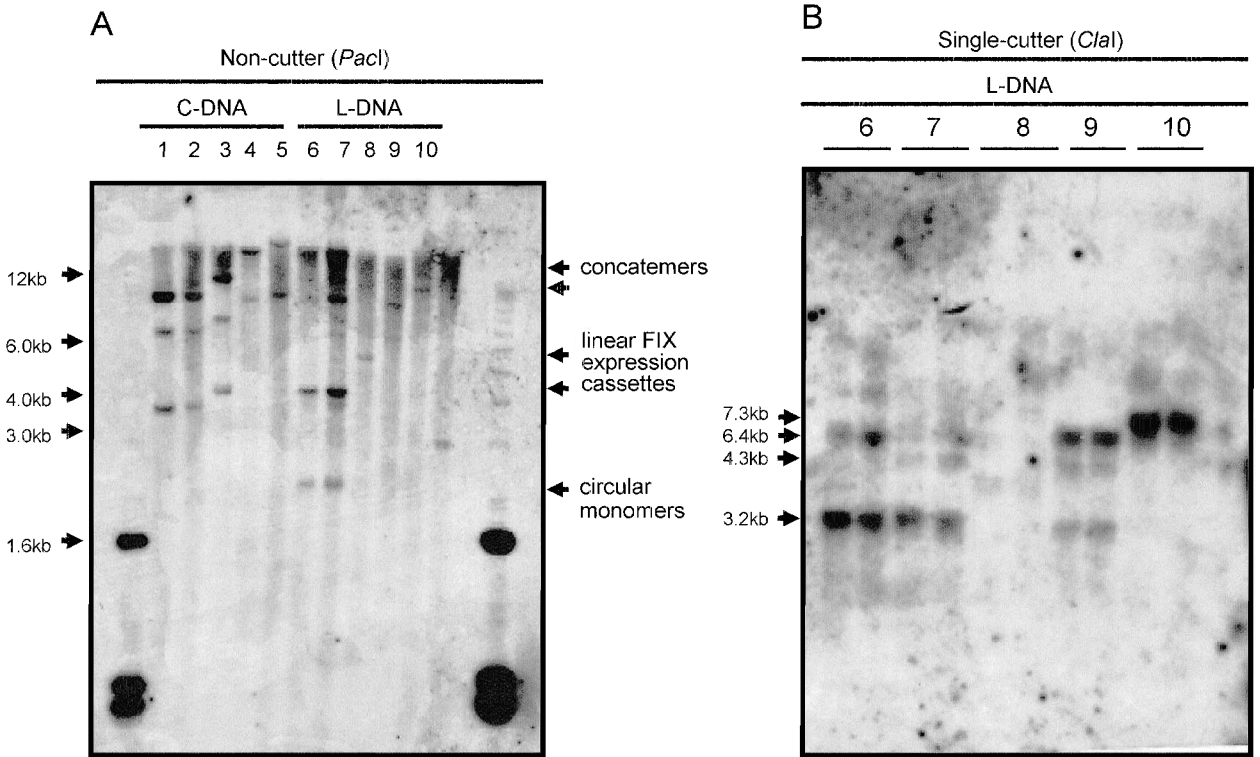 A
Non-cutter (PacI)
C-DNA L-DNA
1 2 3 4 5 6 7 8 9 10
12kb
6.0kb
4.0kb
3.0kb
1.6kb
concatemers
linear FIX
expression
cassettes
circular
monomers
B
Single-cutter (ClaI)
L-DNA
6 7 8 9 10
7.3kb
6.4kb
4.3kb
3.2kb